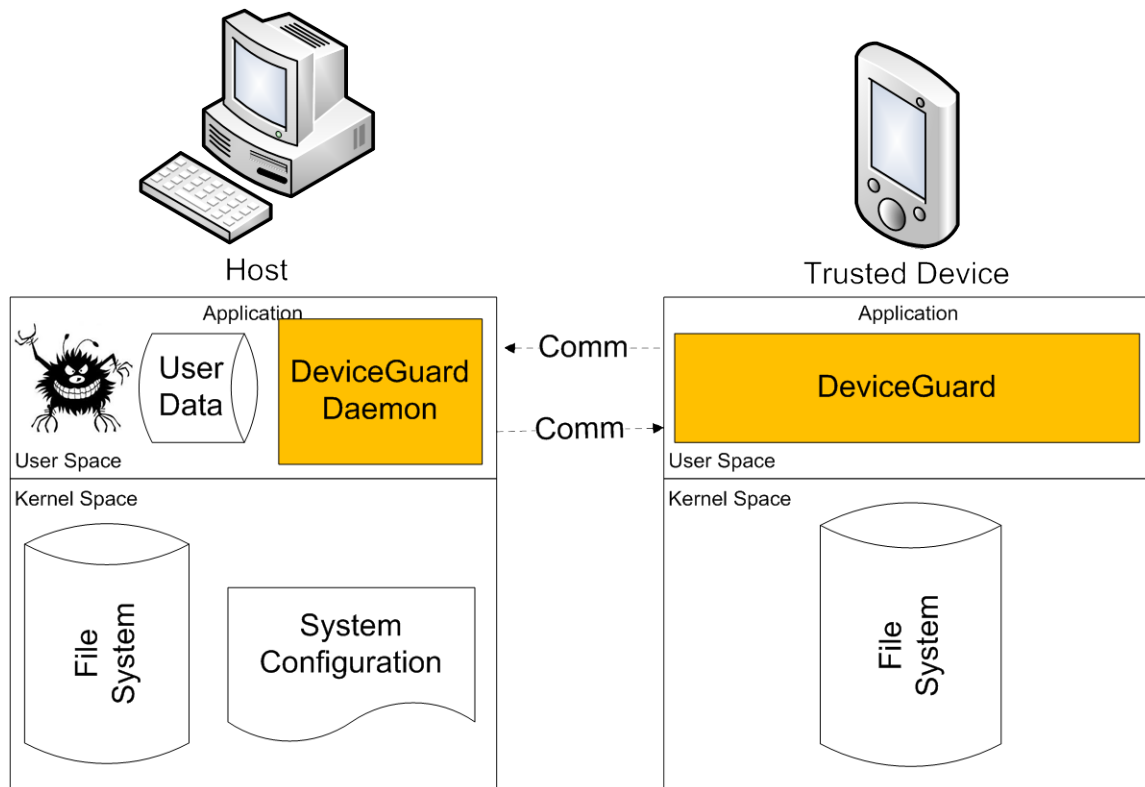 Host
Trusted Device
Application
User
Data
DeviceGuard
Daemon
User Space
Comm
Comm
Application
DeviceGuard
User Space
Kernel Space
File
System
System
Configuration
Kernel Space
File
System